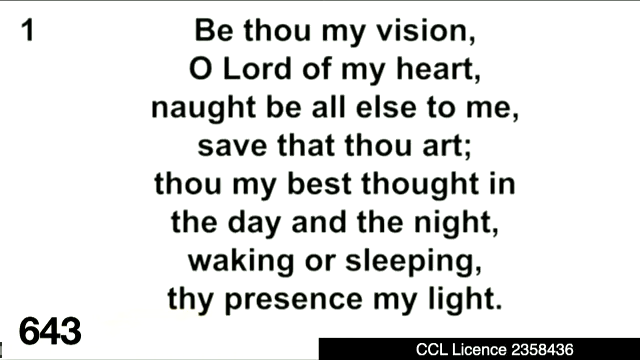 1
Be thou my vision,
O Lord of my heart,
naught be all else to me,
save that thou art;
thou my best thought in
the day and the night,
waking or sleeping,
thy presence my light.
643
CCL Licence 2358436